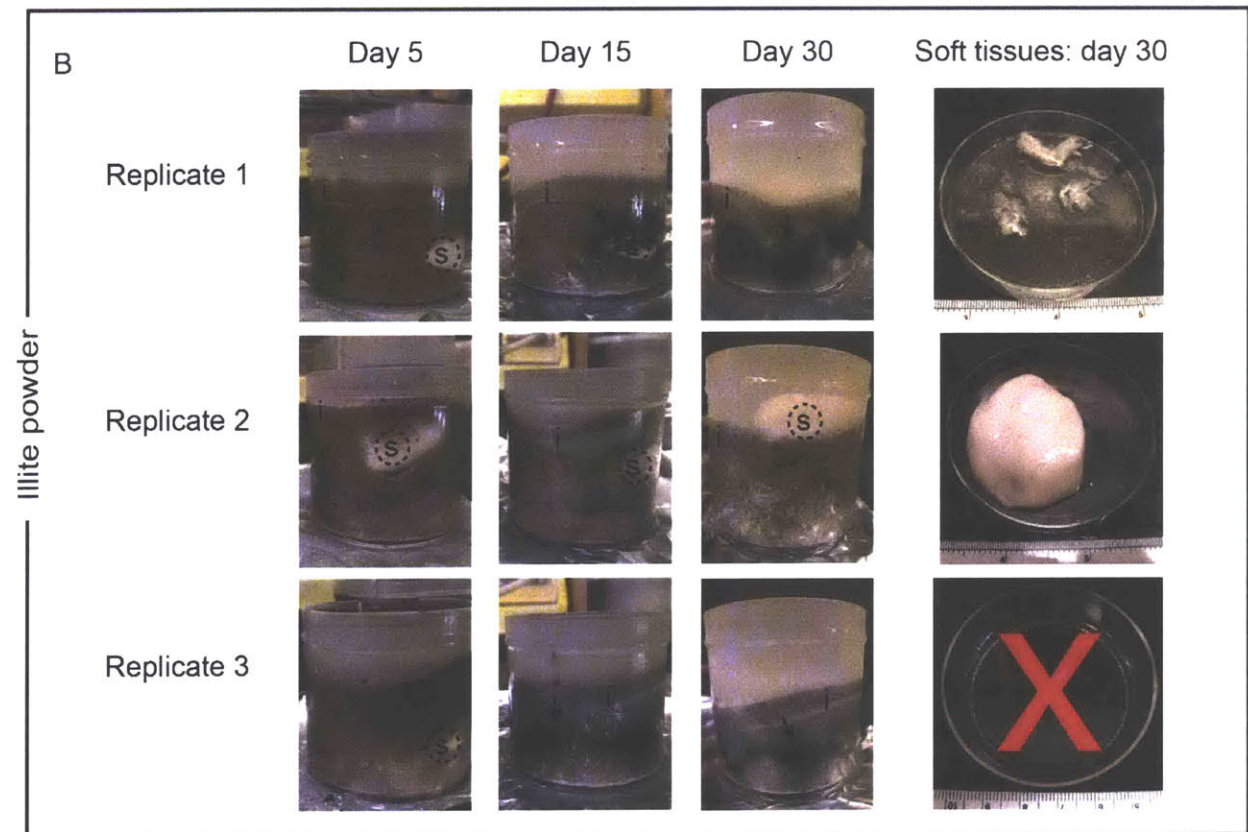 B
Day 5
Day 15
Day 30
Soft tissues: day 30
Illite powder
Replicate 1
S
S
Replicate 2
S
S
S
Replicate 3
S
X